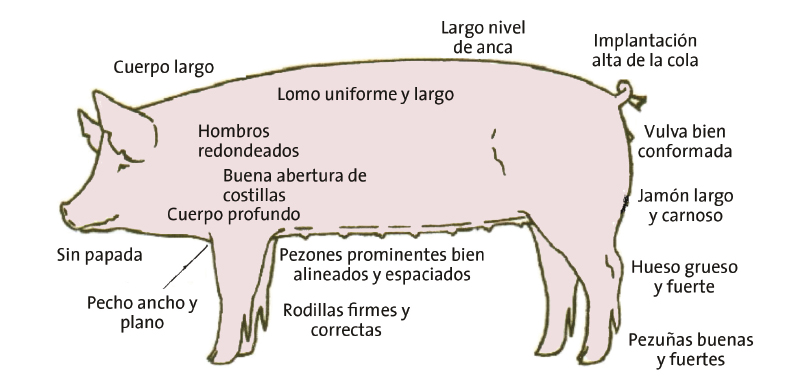 Largo nivel
de anca
Implantación
alta de la cola
Cuerpo largo
Lomo uniforme y largo
Hombros
redondeados
Vulva bien
conformada
Buena abertura de
costillas
Cuerpo profundo
Jamón largo
y carnoso
Sin papada
Pezones prominentes bien
alineados y espaciados
Hueso grueso
y fuerte
Pecho ancho y
plano
Rodillas firmes y
correctas
Pezuñas buenas
y fuertes